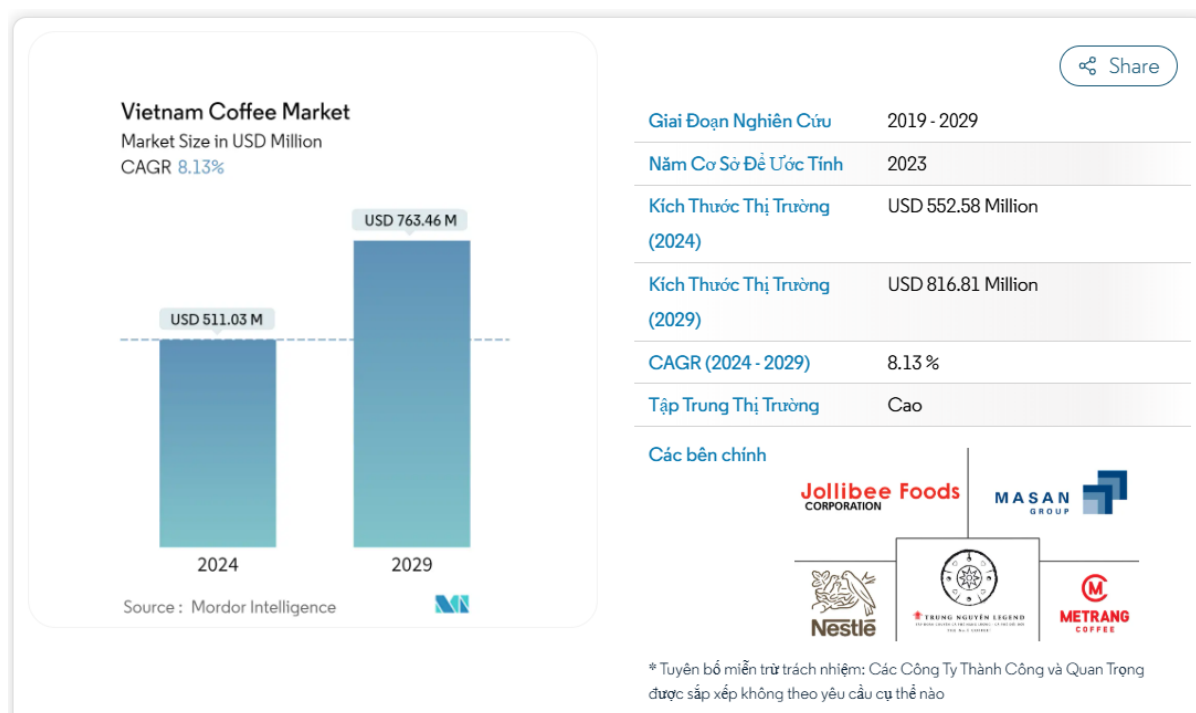 Share
Vietnam Coffee Market
Market Size in USD Million
CAGR 8.13%
USD 763.46 M
USD 511.03 M
2024
2029
Source : Mordor Intelligence
Giai Đoạn Nghiên Cứu 2019 - 2029
Năm Cơ Sở Để Ước Tính 2023
Kích Thước Thị Trường USD 552.58 Million
(2024)
Kích Thước Thị Trường USD 816.81 Million
(2029)
CAGR (2024 - 2029) 8.13 %
Tập Trung Thị Trường Cao
Các bên chính
Jollibee Foods
CORPORATION
MASAN
GROUP
Nestlé
TRUNG NGUYÊN LEGEND
METRANG
COFFEE
* Tuyên bố miễn trừ trách nhiệm: Các Công Ty Thành Công và Quan Trọng
được sắp xếp không theo yêu cầu cụ thể nào